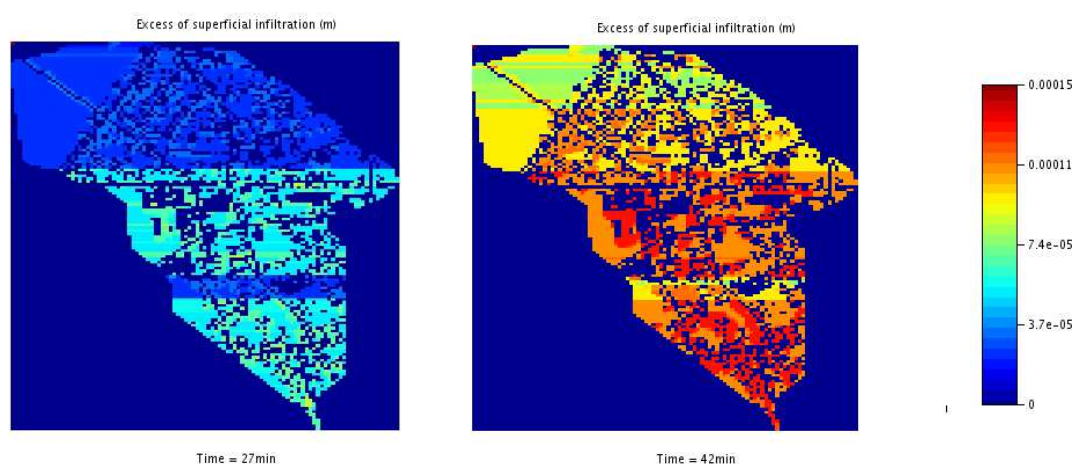 Excess of superficial infiltration (m)
Excess of superficial infiltration (m)
0.00015
0.00011
7.4e-05
3.7e-05
0
Time = 27min
Time = 42min